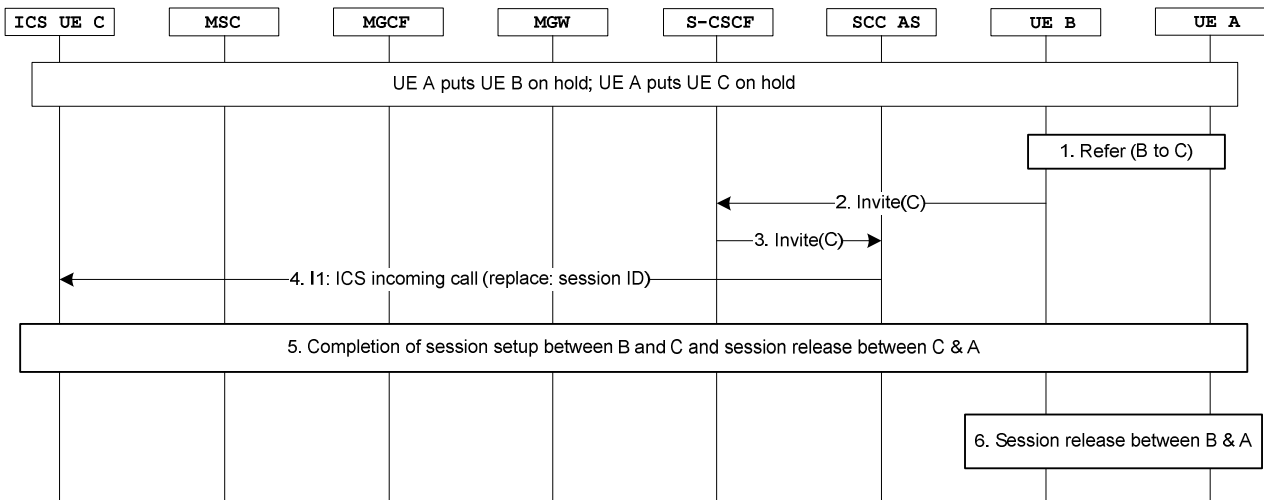 ICS UE C
MSC
MGCF
MGW
S-CSCF
SCC AS
UE B
UE A
UE A puts UE B on hold; UE A puts UE C on hold
1. Refer (B to C)
2. Invite(C)
3. Invite(C)
4. I1: ICS incoming call (replace: session ID)
5. Completion of session setup between B and C and session release between C & A
6. Session release between B & A